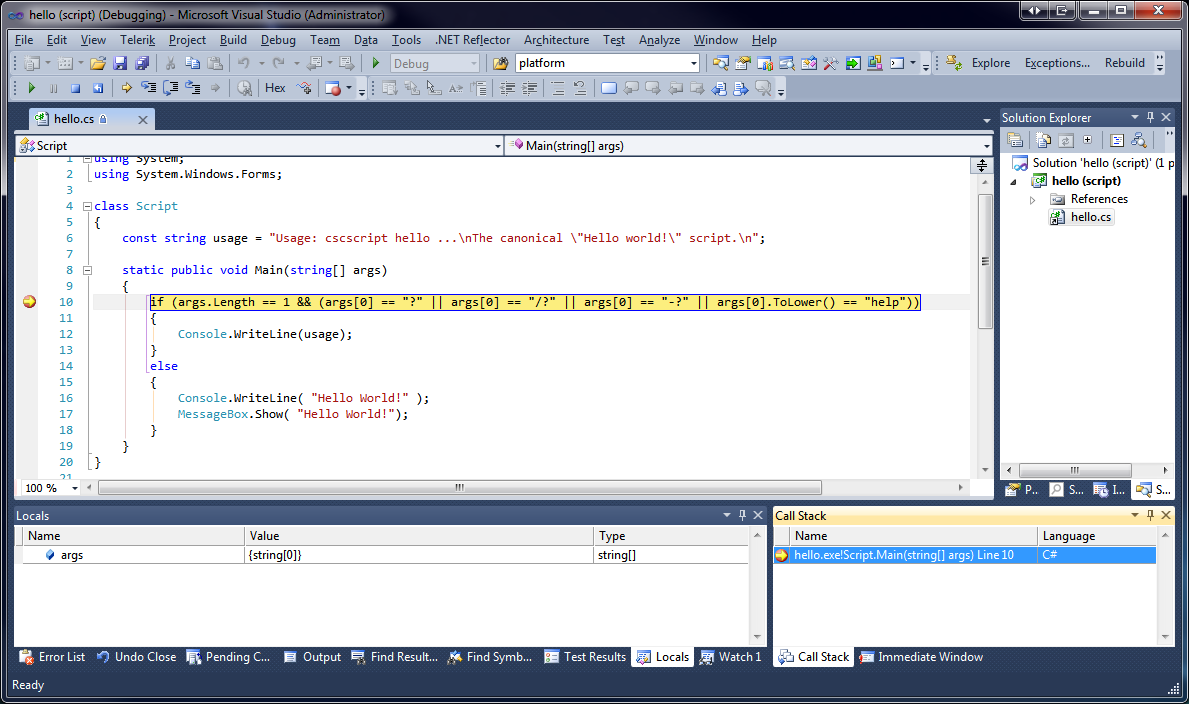 hello (script) (Debugging) - Microsoft Visual Studio (Administrator)
File Edit View Telerik Project Build Debug Team Data Tools .NET Reflector Architecture Test Analyze Window Help
Debug platform Explore Exceptions... Rebuild
Hex
hello.cs
Script Main(string[] args)
1 using System;
2 using System.Windows.Forms;
3
4 class Script
5 {
6 const string usage = "Usage: cscscript hello ...\nThe canonical \"Hello world!\" script.\n";
7
8 static public void Main(string[] args)
9 {
10 if (args.Length == 1 && (args[0] == "?" || args[0] == "/?" || args[0] == "-?" || args[0].ToLower() == "help"))
11 {
12 Console.WriteLine(usage);
13 }
14 else
15 {
16 Console.WriteLine( "Hello World!" );
17 MessageBox.Show( "Hello World!");
18 }
19 }
20 }
21
100 %
Solution Explorer
Solution 'hello (script)' (1 p
hello (script)
References
hello.cs
P... S... I... S...
Locals
Name Value Type
args {string[0]} string[]
Call Stack
Name Language
hello.exe!Script.Main(string[] args) Line 10 C#
Error List Undo Close Pending C... Output Find Result... Find Symb... Test Results Locals Watch 1
Call Stack Immediate Window
Ready